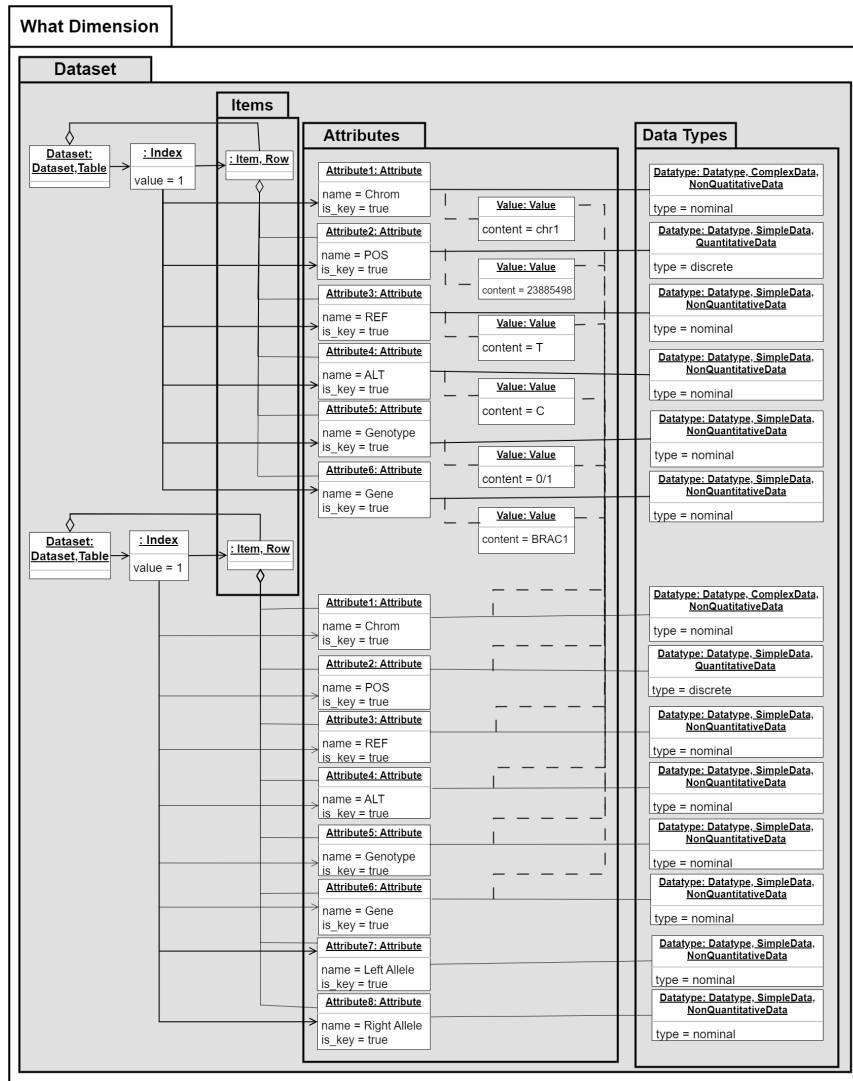 What Dimension
Dataset
Items
Attributes
Data Types
Dataset:
Dataset,Table
: Index
value = 1
: Item, Row
Attribute1: Attribute
name = Chrom
is_key = true
Attribute2: Attribute
name = POS
is_key = true
Attribute3: Attribute
name = REF
is_key = true
Attribute4: Attribute
name = ALT
is_key = true
Attribute5: Attribute
name = Genotype
is_key = true
Attribute6: Attribute
name = Gene
is_key = true
Value: Value
content = chr1
Value: Value
content = 23885498
Value: Value
content = T
Value: Value
content = C
Value: Value
content = 0/1
Value: Value
content = BRAC1
Datatype: Datatype, ComplexData,
NonQuatitativeData
type = nominal
Datatype: Datatype, SimpleData,
QuantitativeData
type = discrete
Datatype: Datatype, SimpleData,
NonQuantitativeData
type = nominal
Datatype: Datatype, SimpleData,
NonQuantitativeData
type = nominal
Datatype: Datatype, SimpleData,
NonQuantitativeData
type = nominal
Datatype: Datatype, SimpleData,
NonQuantitativeData
type = nominal
Dataset:
Dataset,Table
: Index
value = 1
: Item, Row
Attribute1: Attribute
name = Chrom
is_key = true
Attribute2: Attribute
name = POS
is_key = true
Attribute3: Attribute
name = REF
is_key = true
Attribute4: Attribute
name = ALT
is_key = true
Attribute5: Attribute
name = Genotype
is_key = true
Attribute6: Attribute
name = Gene
is_key = true
Attribute7: Attribute
name = Left Allele
is_key = true
Attribute8: Attribute
name = Right Allele
is_key = true
Datatype: Datatype, ComplexData,
NonQuatitativeData
type = nominal
Datatype: Datatype, SimpleData,
QuantitativeData
type = discrete
Datatype: Datatype, SimpleData,
NonQuantitativeData
type = nominal
Datatype: Datatype, SimpleData,
NonQuantitativeData
type = nominal
Datatype: Datatype, SimpleData,
NonQuantitativeData
type = nominal
Datatype: Datatype, SimpleData,
NonQuantitativeData
type = nominal
Datatype: Datatype, SimpleData,
NonQuantitativeData
type = nominal
Datatype: Datatype, SimpleData,
NonQuantitativeData
type = nominal